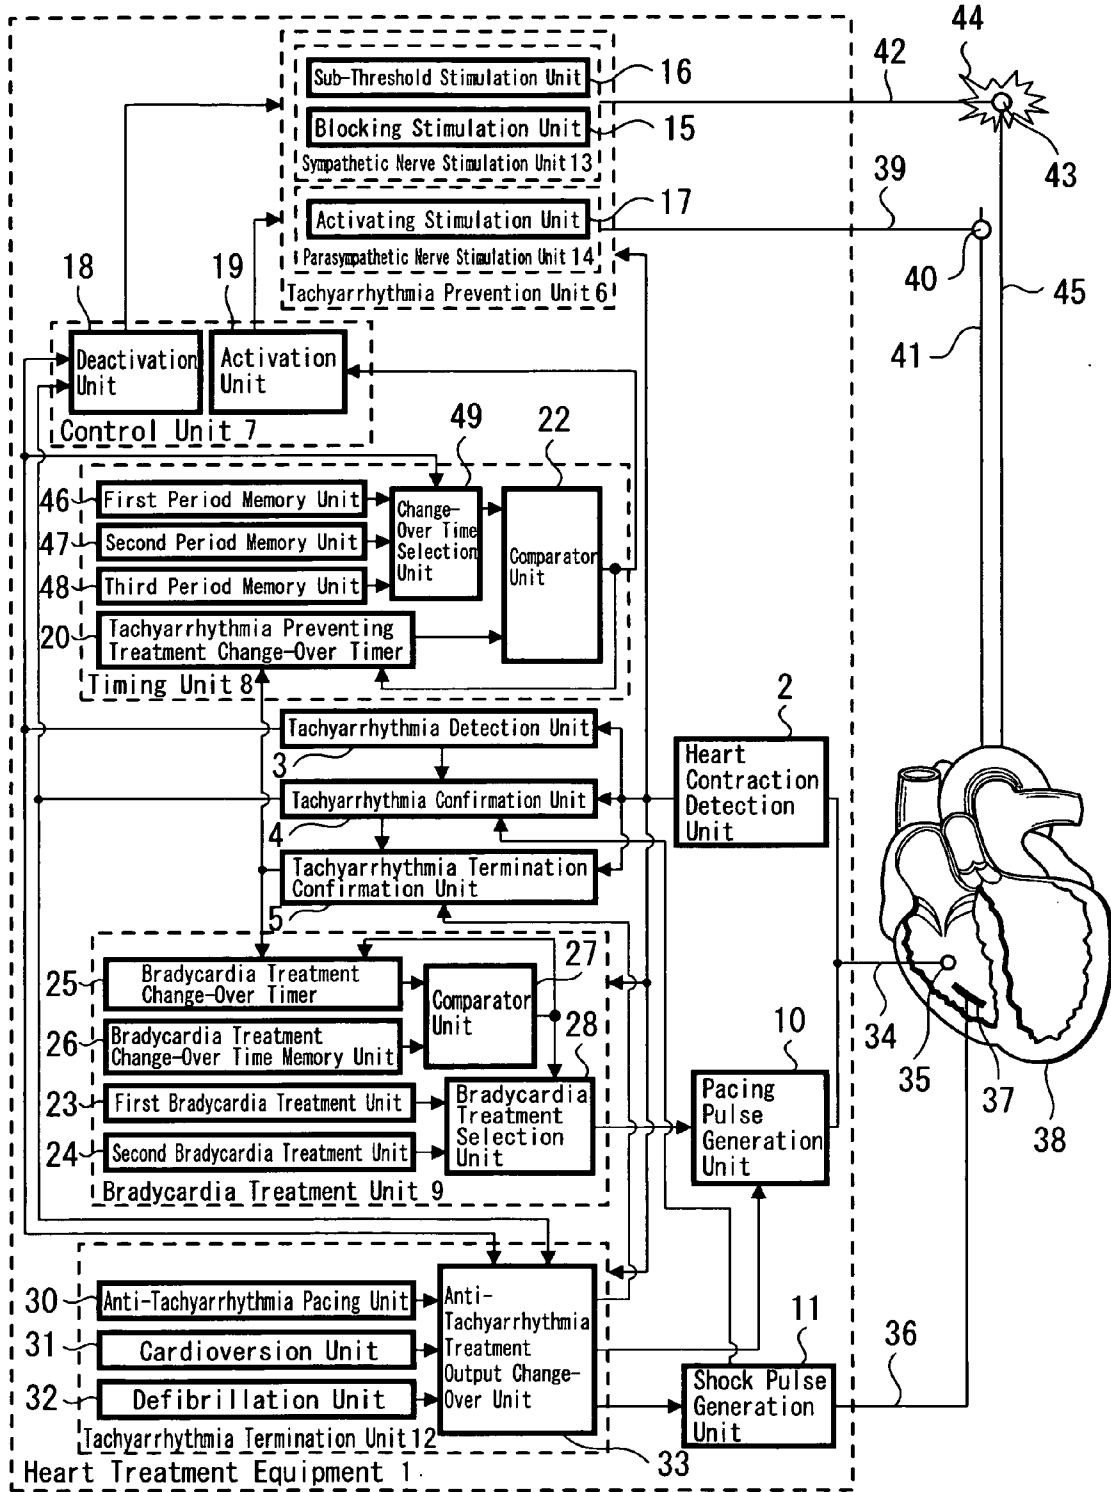 44
42
Sub-Threshold Stimulation Unit
16
Blocking Stimulation Unit
15
Sympathetic Nerve Stimulation Unit 13
43
39
Activating Stimulation Unit
17
Parasympathetic Nerve Stimulation Unit 14
Tachyarrhythmia Prevention Unit 6
40
45
41
18
19
Deactivation
Unit
Activation
Unit
Control Unit 7
49
22
46
First Period Memory Unit
47
Second Period Memory Unit
48
Third Period Memory Unit
Change-
Over Time
Selection
Unit
Comparator
Unit
20
Tachyarrhythmia Preventing
Treatment Change-Over Timer
Timing Unit 8
Tachyarrhythmia Detection Unit
3
2
Heart
Contraction
Detection
Unit
Tachyarrhythmia Confirmation Unit
4
Tachyarrhythmia Termination
Confirmation Unit
5
25
Bradycardia Treatment
Change-Over Timer
27
Comparator
Unit
26
Bradycardia Treatment
Change-Over Time Memory Unit
28
23
First Bradycardia Treatment Unit
24
Second Bradycardia Treatment Unit
Bradycardia
Treatment
Selection
Unit
Bradycardia Treatment Unit 9
10
Pacing
Pulse
Generation
Unit
34
35
37
38
30
Anti-Tachyarrhythmia Pacing Unit
31
Cardioversion Unit
32
Defibrillation Unit
Anti-
Tachyarrhythmia
Treatment
Output Change-
Over Unit
Tachyarrhythmia Termination Unit 12
33
11
Shock Pulse
Generation
Unit
36
Heart Treatment Equipment 1